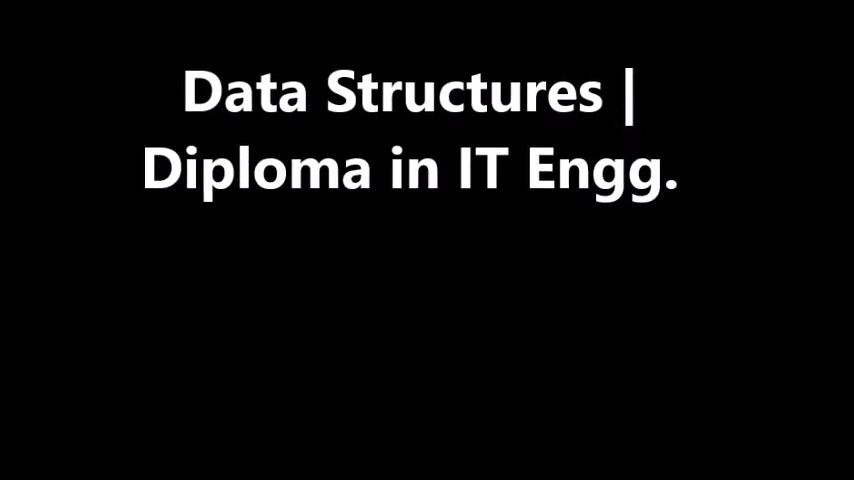 Data Structures |
Diploma in IT Engg.